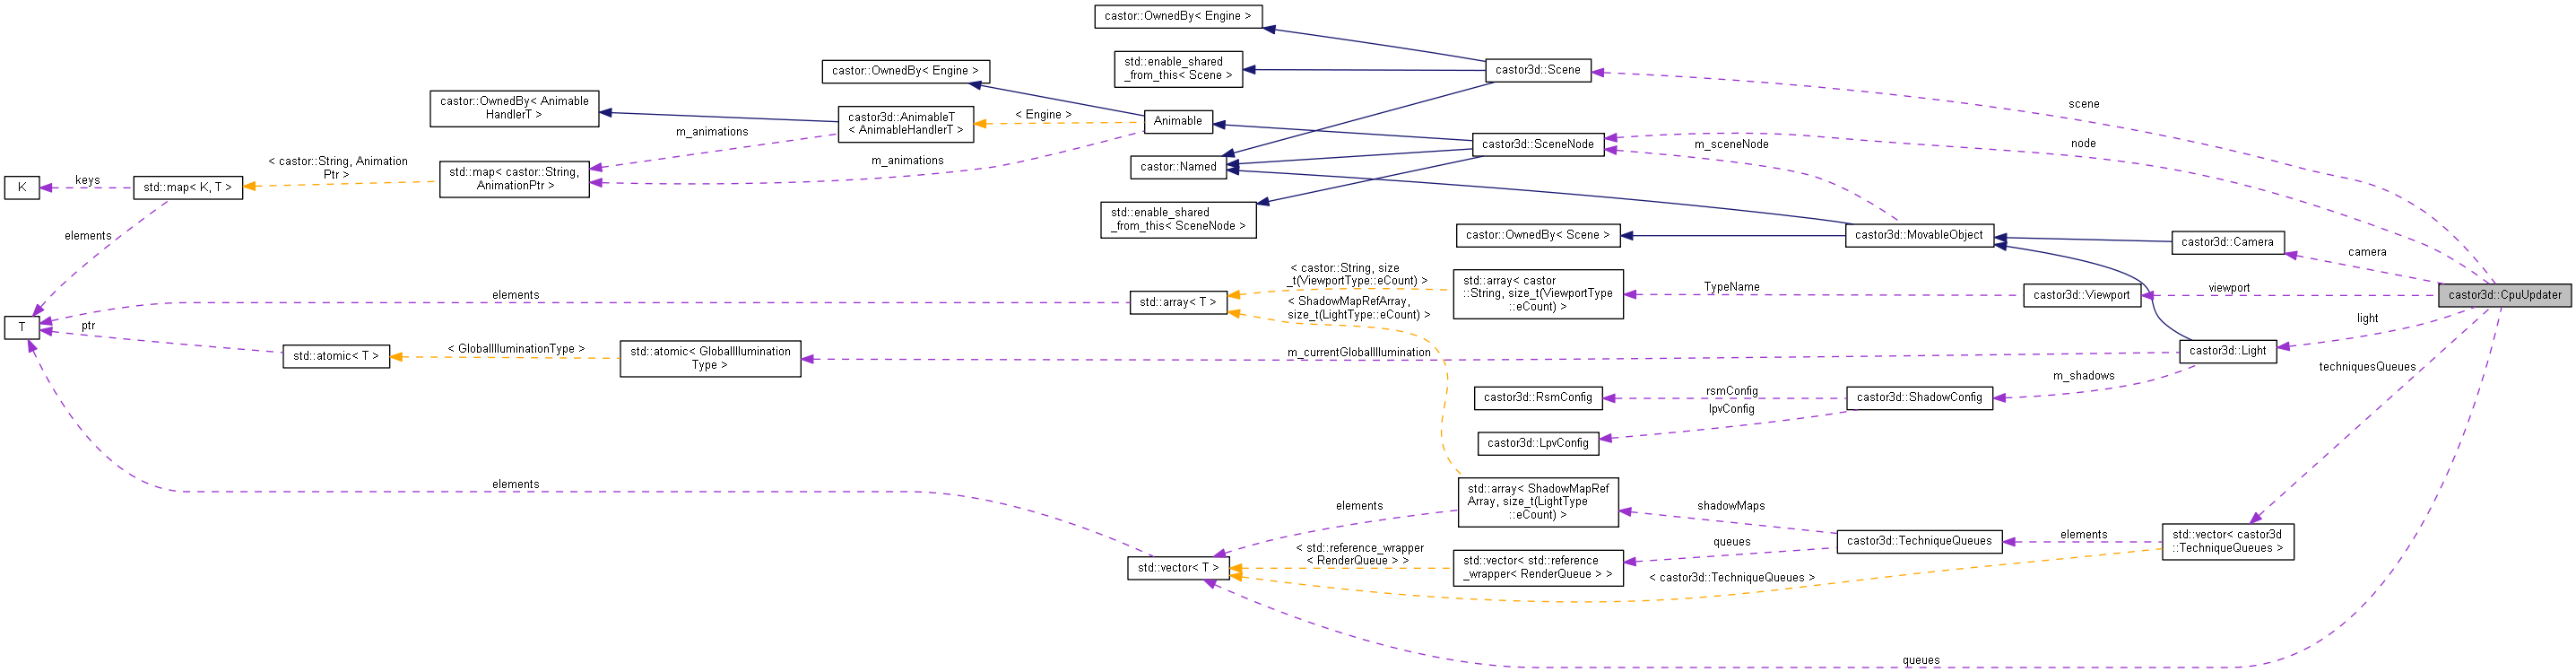 castor::OwnedBy< Engine >
std::enable_shared
_from_this< Scene >
castor3d::Scene
scene
castor::OwnedBy< Engine >
castor::OwnedBy< Animable
HandlerT >
castor3d::AnimableT
< AnimableHandlerT >
< Engine >
Animable
m_animations
m_animations
castor3d::SceneNode
m_sceneNode
node
castor::Named
< castor::String, Animation
Ptr >
std::map< castor::String,
AnimationPtr >
K
keys
std::map< K, T >
elements
std::enable_shared
_from_this< SceneNode >
castor::OwnedBy< Scene >
castor3d::MovableObject
castor3d::Camera
camera
< castor::String, size
_t(ViewportType::eCount) >
std::array< castor
::String, size_t(ViewportType
::eCount) >
TypeName
castor3d::Viewport
viewport
castor3d::CpuUpdater
elements
std::array< T >
< ShadowMapRefArray,
size_t(LightType::eCount) >
light
T
ptr
std::atomic< T >
< GlobalIlluminationType >
std::atomic< GlobalIllumination
Type >
m_currentGlobalIllumination
castor3d::Light
techniquesQueues
m_shadows
castor3d::RsmConfig
rsmConfig
castor3d::ShadowConfig
lpvConfig
castor3d::LpvConfig
elements
elements
std::array< ShadowMapRef
Array, size_t(LightType
::eCount) >
shadowMaps
castor3d::TechniqueQueues
elements
std::vector< castor3d
::TechniqueQueues >
queues
< std::reference_wrapper
< RenderQueue > >
std::vector< std::reference
_wrapper< RenderQueue > >
std::vector< T >
< castor3d::TechniqueQueues >
queues